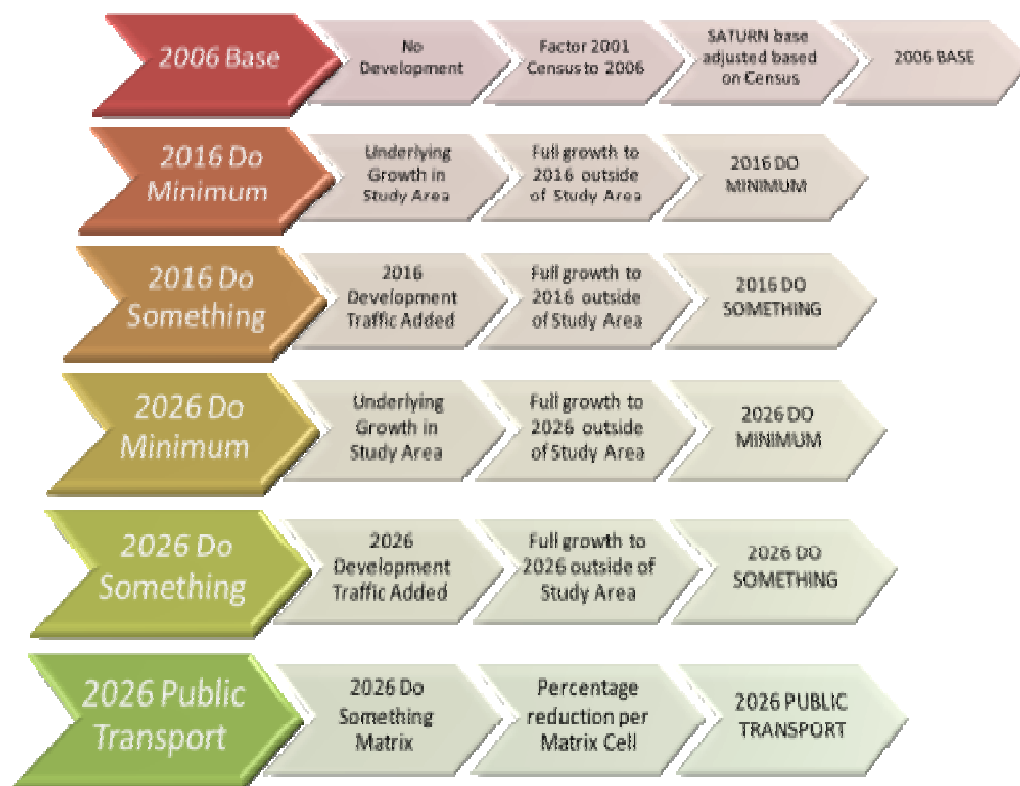 2006 Base
No
Development
Factor 2001
Census to 2006
SATURN base
adjusted based
on Census
2006 BASE
2016 Do
Minimum
Underlying
Growth in
Study Area
Full growth to
2016 outside
of Study Area
2016 DO
MINIMUM
2016 Do
Something
2016
Development
Traffic Added
Full growth to
2016 outside
of Study Area
2016 DO
SOMETHING
2026 Do
Minimum
Underlying
Growth in
Study Area
Full growth to
2026 outside
of Study Area
2026 DO
MINIMUM
2026 Do
Something
2026
Development
Traffic Added
Full growth to
2026 outside of
Study Area
2026 DO
SOMETHING
2026 Public
Transport
2026 Do
Something
Matrix
Percentage
reduction per
Matrix Cell
2026 PUBLIC
TRANSPORT